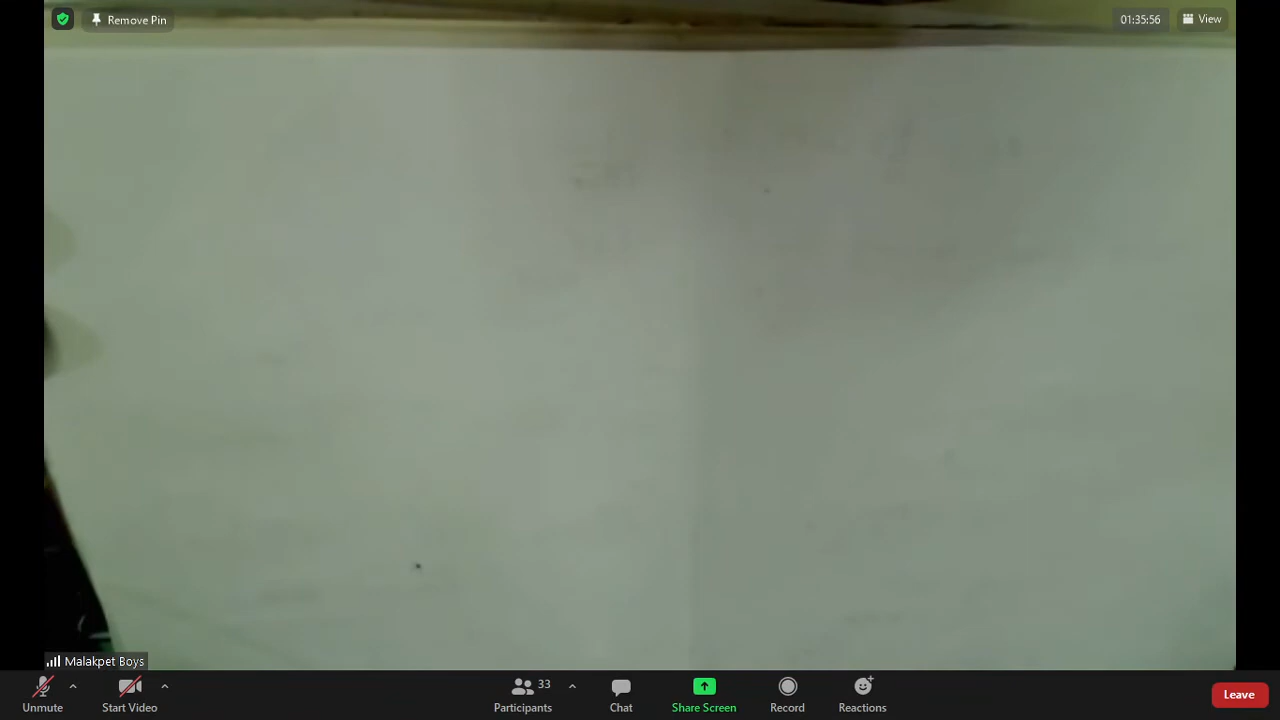 Remove Pin
01:35:56
View
Malakpet Boys
Unmute
Start Video
33
Participants
Chat
Share Screen
Record
Reactions
Leave